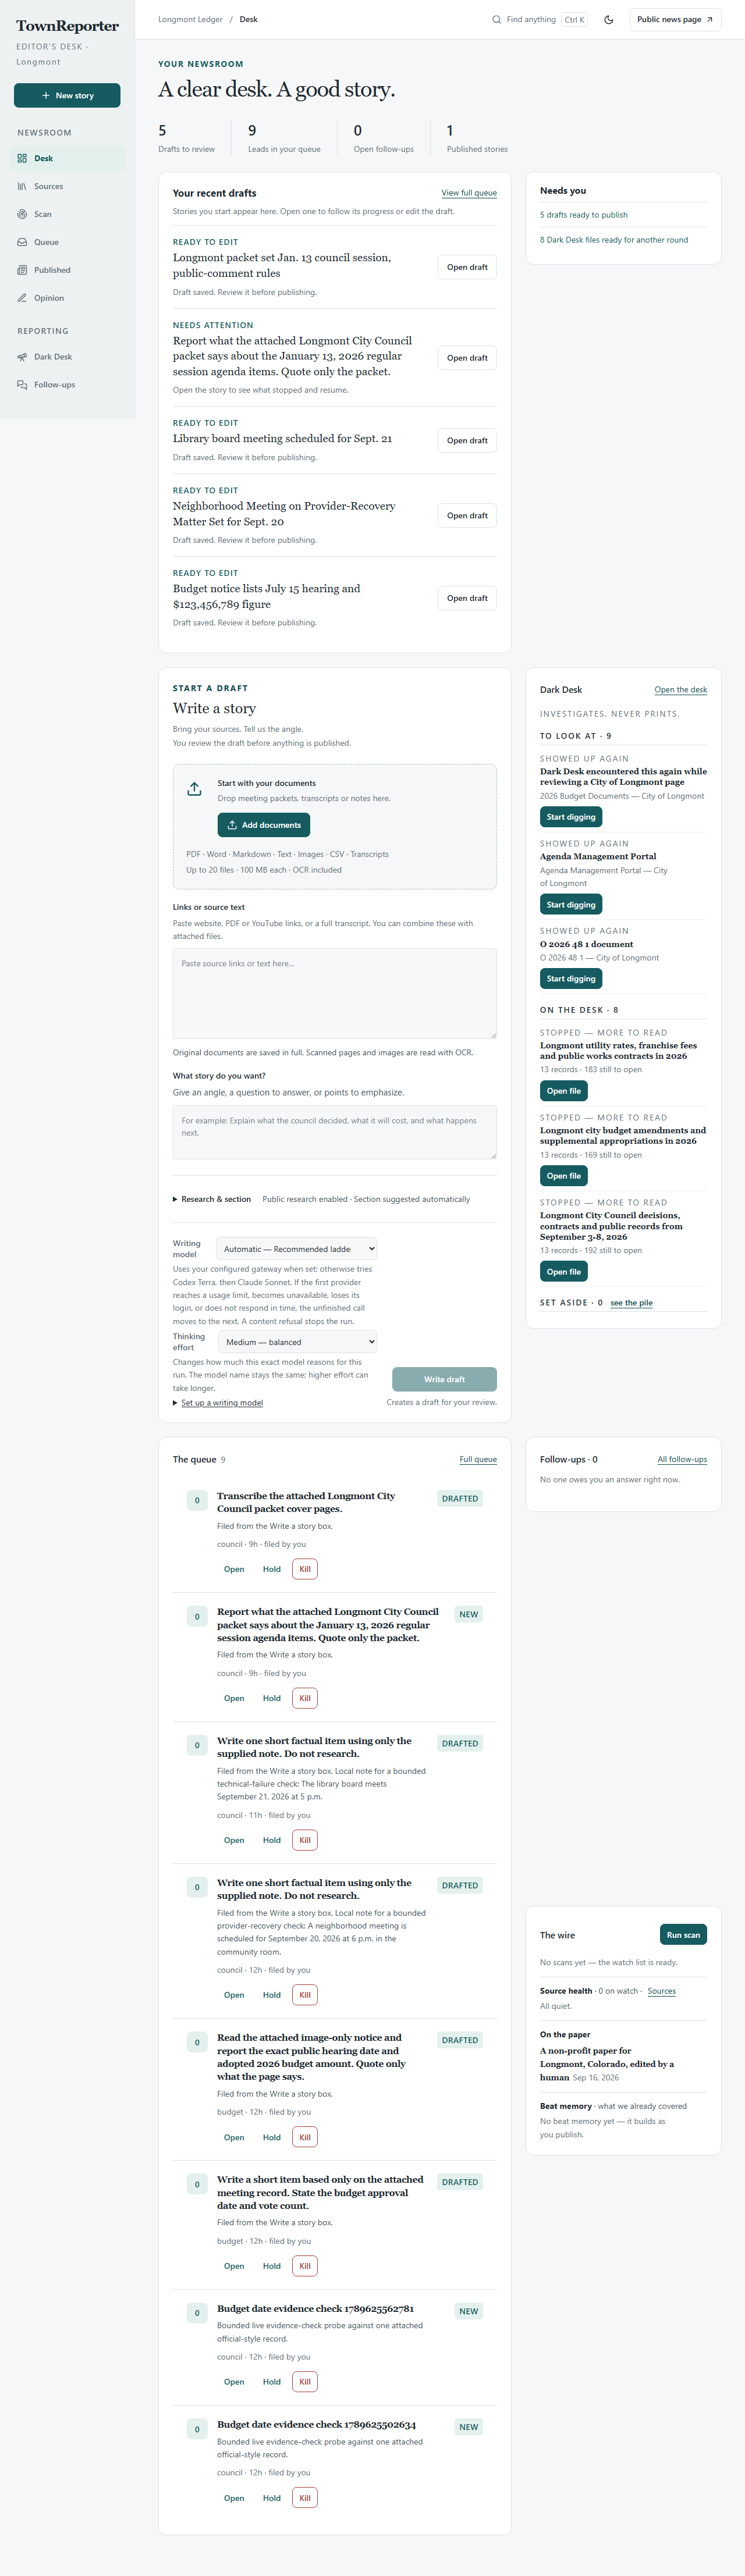 TownReporter
EDITOR'S DESK ·
Longmont
New story
NEWSROOM
Desk
Sources
Scan
Queue
Published
Opinion
REPORTING
Dark Desk
Follow-ups
Longmont Ledger / Desk
Find anything Ctrl K
Public news page
YOUR NEWSROOM
A clear desk. A good story.
5
Drafts to review
9
Leads in your queue
0
Open follow-ups
1
Published stories
Your recent drafts
View full queue
Stories you start appear here. Open one to follow its progress or edit the draft.
READY TO EDIT
Longmont packet set Jan. 13 council session,
public-comment rules
Draft saved. Review it before publishing.
Open draft
NEEDS ATTENTION
Report what the attached Longmont City Council
packet says about the January 13, 2026 regular
session agenda items. Quote only the packet.
Open the story to see what stopped and resume.
Open draft
READY TO EDIT
Library board meeting scheduled for Sept. 21
Draft saved. Review it before publishing.
Open draft
READY TO EDIT
Neighborhood Meeting on Provider-Recovery
Matter Set for Sept. 20
Draft saved. Review it before publishing.
Open draft
READY TO EDIT
Budget notice lists July 15 hearing and
$123,456,789 figure
Draft saved. Review it before publishing.
Open draft
Needs you
5 drafts ready to publish
8 Dark Desk files ready for another round
START A DRAFT
Write a story
Bring your sources. Tell us the angle.
You review the draft before anything is published.
Start with your documents
Drop meeting packets, transcripts or notes here.
Add documents
PDF · Word · Markdown · Text · Images · CSV · Transcripts
Up to 20 files · 100 MB each · OCR included
Links or source text
Paste website, PDF or YouTube links, or a full transcript. You can combine these with
attached files.
Paste source links or text here...
Original documents are saved in full. Scanned pages and images are read with OCR.
What story do you want?
Give an angle, a question to answer, or points to emphasize.
For example: Explain what the council decided, what it will cost, and what happens
next.
Research & section Public research enabled · Section suggested automatically
Writing
model
Automatic — Recommended ladde
Uses your configured gateway when set; otherwise tries
Codex Terra, then Claude Sonnet. If the first provider
reaches a usage limit, becomes unavailable, loses its
login, or does not respond in time, the unfinished call
moves to the next. A content refusal stops the run.
Thinking
effort
Medium — balanced
Changes how much this exact model reasons for this
run. The model name stays the same; higher effort can
take longer.
Set up a writing model
Write draft
Creates a draft for your review.
Dark Desk
Open the desk
INVESTIGATES, NEVER PRINTS.
TO LOOK AT · 9
SHOWED UP AGAIN
Dark Desk encountered this again while
reviewing a City of Longmont page
2026 Budget Documents — City of Longmont
Start digging
SHOWED UP AGAIN
Agenda Management Portal
Agenda Management Portal — City
of Longmont
Start digging
SHOWED UP AGAIN
O 2026 48 1 document
O 2026 48 1 — City of Longmont
Start digging
ON THE DESK · 8
STOPPED — MORE TO READ
Longmont utility rates, franchise fees
and public works contracts in 2026
13 records · 183 still to open
Open file
STOPPED — MORE TO READ
Longmont city budget amendments and
supplemental appropriations in 2026
13 records · 169 still to open
Open file
STOPPED — MORE TO READ
Longmont City Council decisions,
contracts and public records from
September 3-8, 2026
13 records · 192 still to open
Open file
SET ASIDE · 0 see the pile
The queue 9
Full queue
0
Transcribe the attached Longmont City
Council packet cover pages.
DRAFTED
Filed from the Write a story box.
council · 9h · filed by you
Open Hold Kill
0
Report what the attached Longmont City Council
packet says about the January 13, 2026 regular
session agenda items. Quote only the packet.
NEW
Filed from the Write a story box.
council · 9h · filed by you
Open Hold Kill
0
Write one short factual item using only the
supplied note. Do not research.
DRAFTED
Filed from the Write a story box. Local note for a bounded
technical-failure check: The library board meets
September 21, 2026 at 5 p.m.
council · 11h · filed by you
Open Hold Kill
0
Write one short factual item using only the
supplied note. Do not research.
DRAFTED
Filed from the Write a story box. Local note for a bounded
provider-recovery check: A neighborhood meeting is
scheduled for September 20, 2026 at 6 p.m. in the
community room.
council · 12h · filed by you
Open Hold Kill
0
Read the attached image-only notice and
report the exact public hearing date and
adopted 2026 budget amount. Quote only
what the page says.
DRAFTED
Filed from the Write a story box.
budget · 12h · filed by you
Open Hold Kill
0
Write a short item based only on the attached
meeting record. State the budget approval
date and vote count.
DRAFTED
Filed from the Write a story box.
budget · 12h · filed by you
Open Hold Kill
0
Budget date evidence check 1789625562781
NEW
Bounded live evidence-check probe against one attached
official-style record.
council · 12h · filed by you
Open Hold Kill
0
Budget date evidence check 1789625502634
NEW
Bounded live evidence-check probe against one attached
official-style record.
council · 12h · filed by you
Open Hold Kill
Follow-ups · 0
All follow-ups
No one owes you an answer right now.
The wire
Run scan
No scans yet — the watch list is ready.
Source health · 0 on watch · Sources
All quiet.
On the paper
A non-profit paper for
Longmont, Colorado, edited by a
human Sep 16, 2026
Beat memory · what we already covered
No beat memory yet — it builds as
you publish.